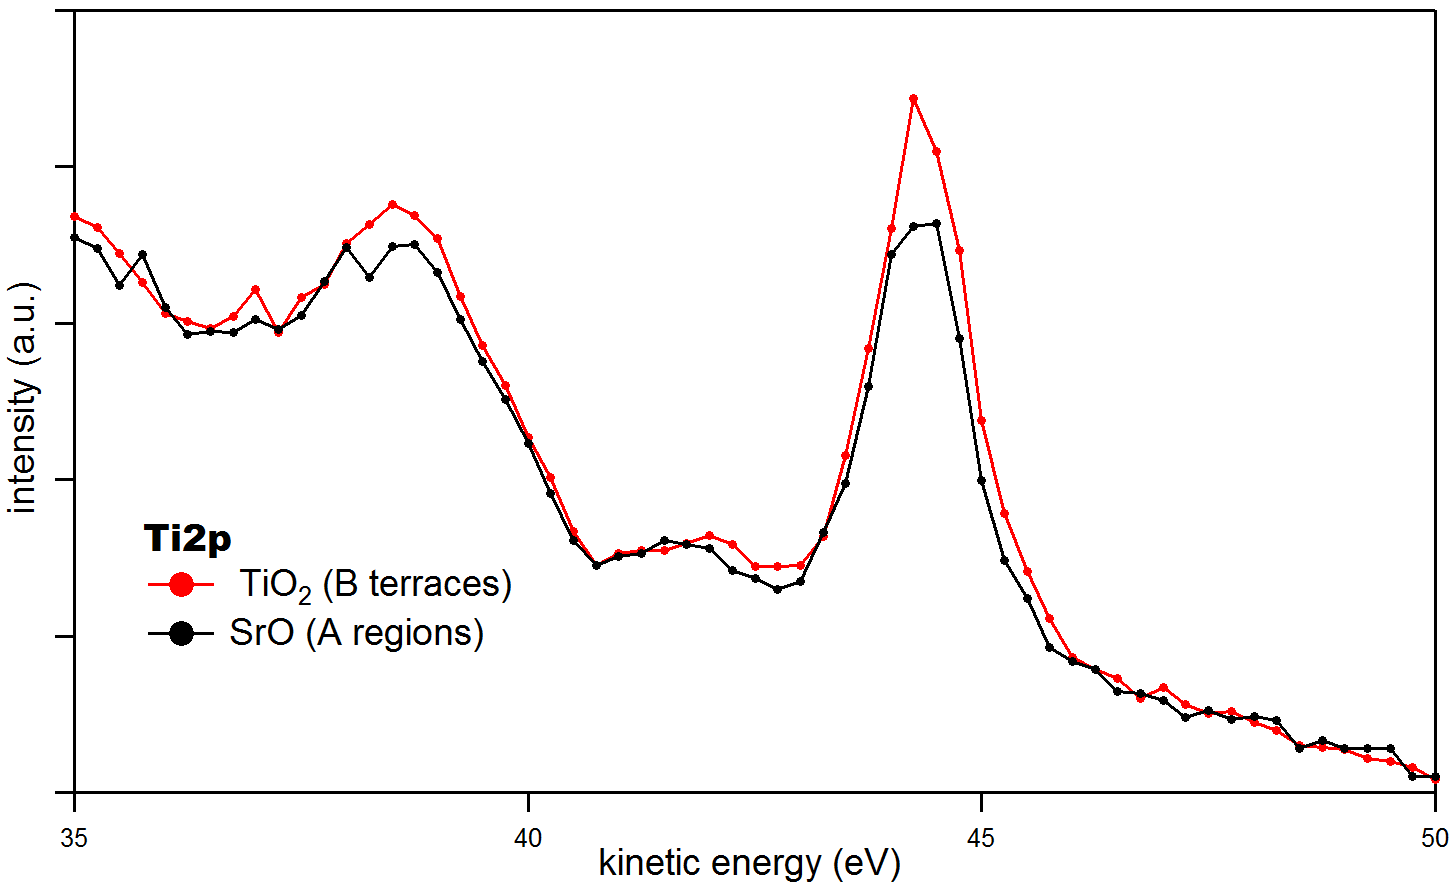 intensity (a.u.)
Ti2p
TiO₂ (B terraces)
SrO (A regions)
35 40 45 50
kinetic energy (eV)